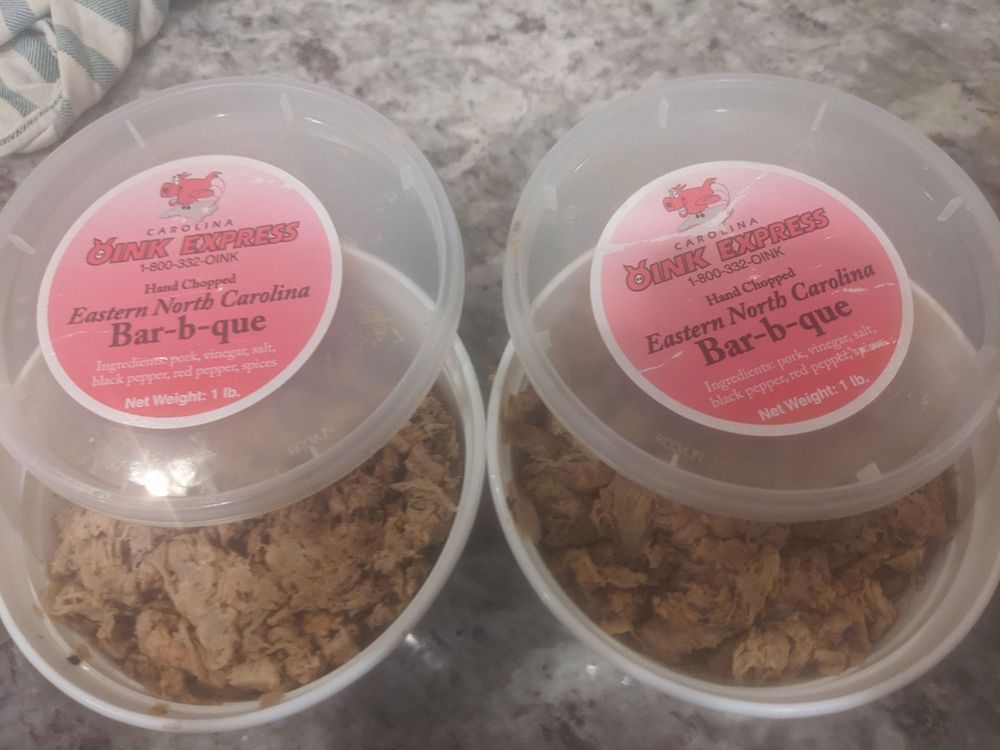 CAROLINA
OINK EXPRESS
1-800-332-OINK
Hand Chopped
Eastern North Carolina
Bar-b-que
Ingredients: pork, vinegar, salt,
black pepper, red pepper, spices
Net Weight: 1 lb.
CAROLINA
OINK EXPRESS
1-800-332-OINK
Hand Chopped
Eastern North Carolina
Bar-b-que
Ingredients: pork, vinegar, salt,
black pepper, red pepper, spices
Net Weight: 1 lb.